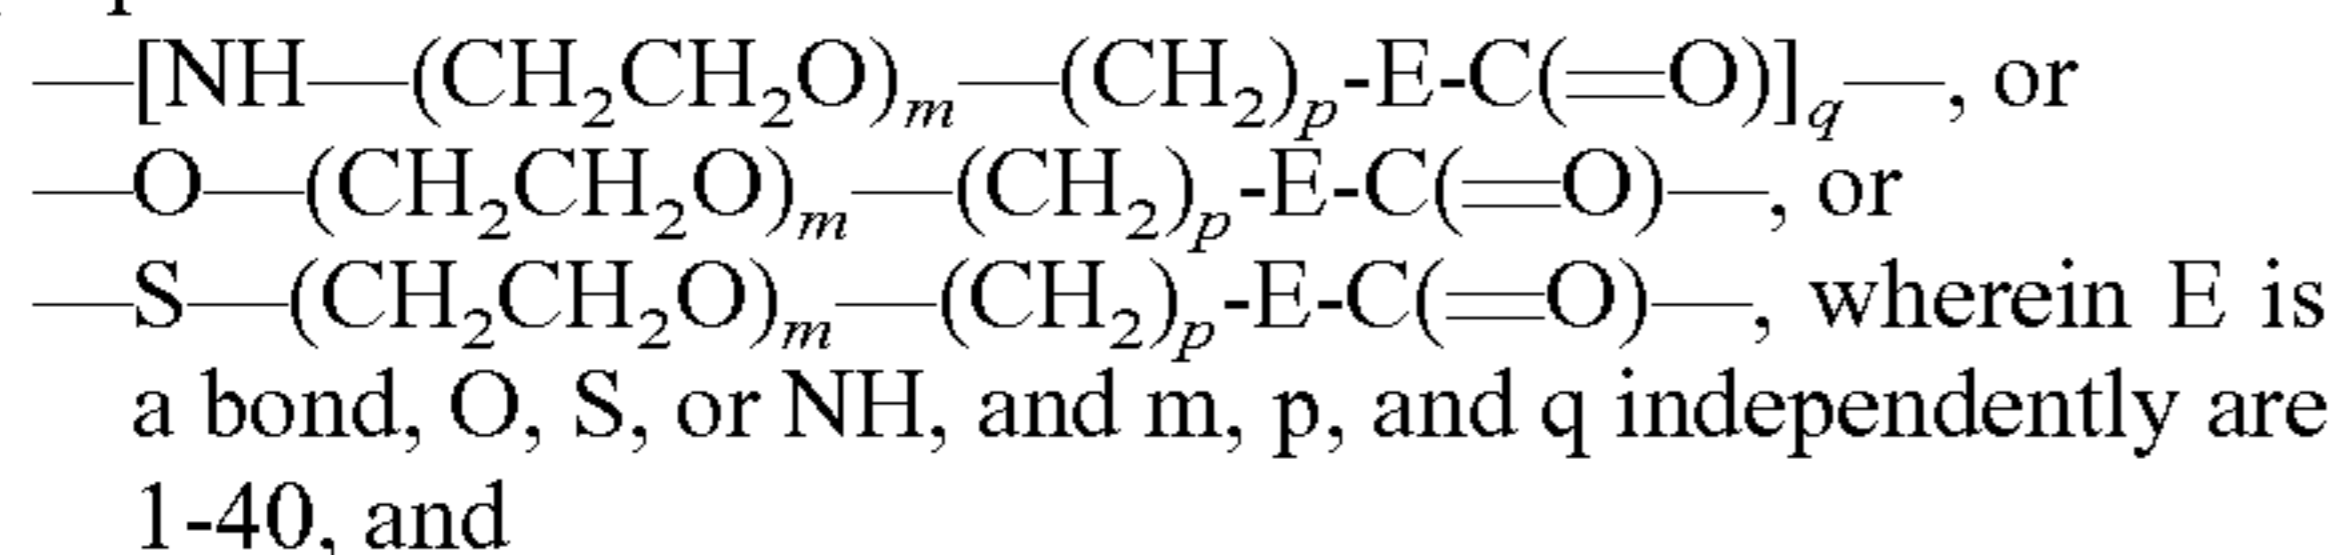 —[NH—(CH₂CH₂O)ₘ—(CH₂)ₚ-E-C(═O)]q—, or
—O—(CH₂CH₂O)ₘ—(CH₂)ₚ-E-C(═O)—, or
—S—(CH₂CH₂O)ₘ—(CH₂)ₚ-E-C(═O)—, wherein E is
a bond, O, S, or NH, and m, p, and q independently are
1-40, and